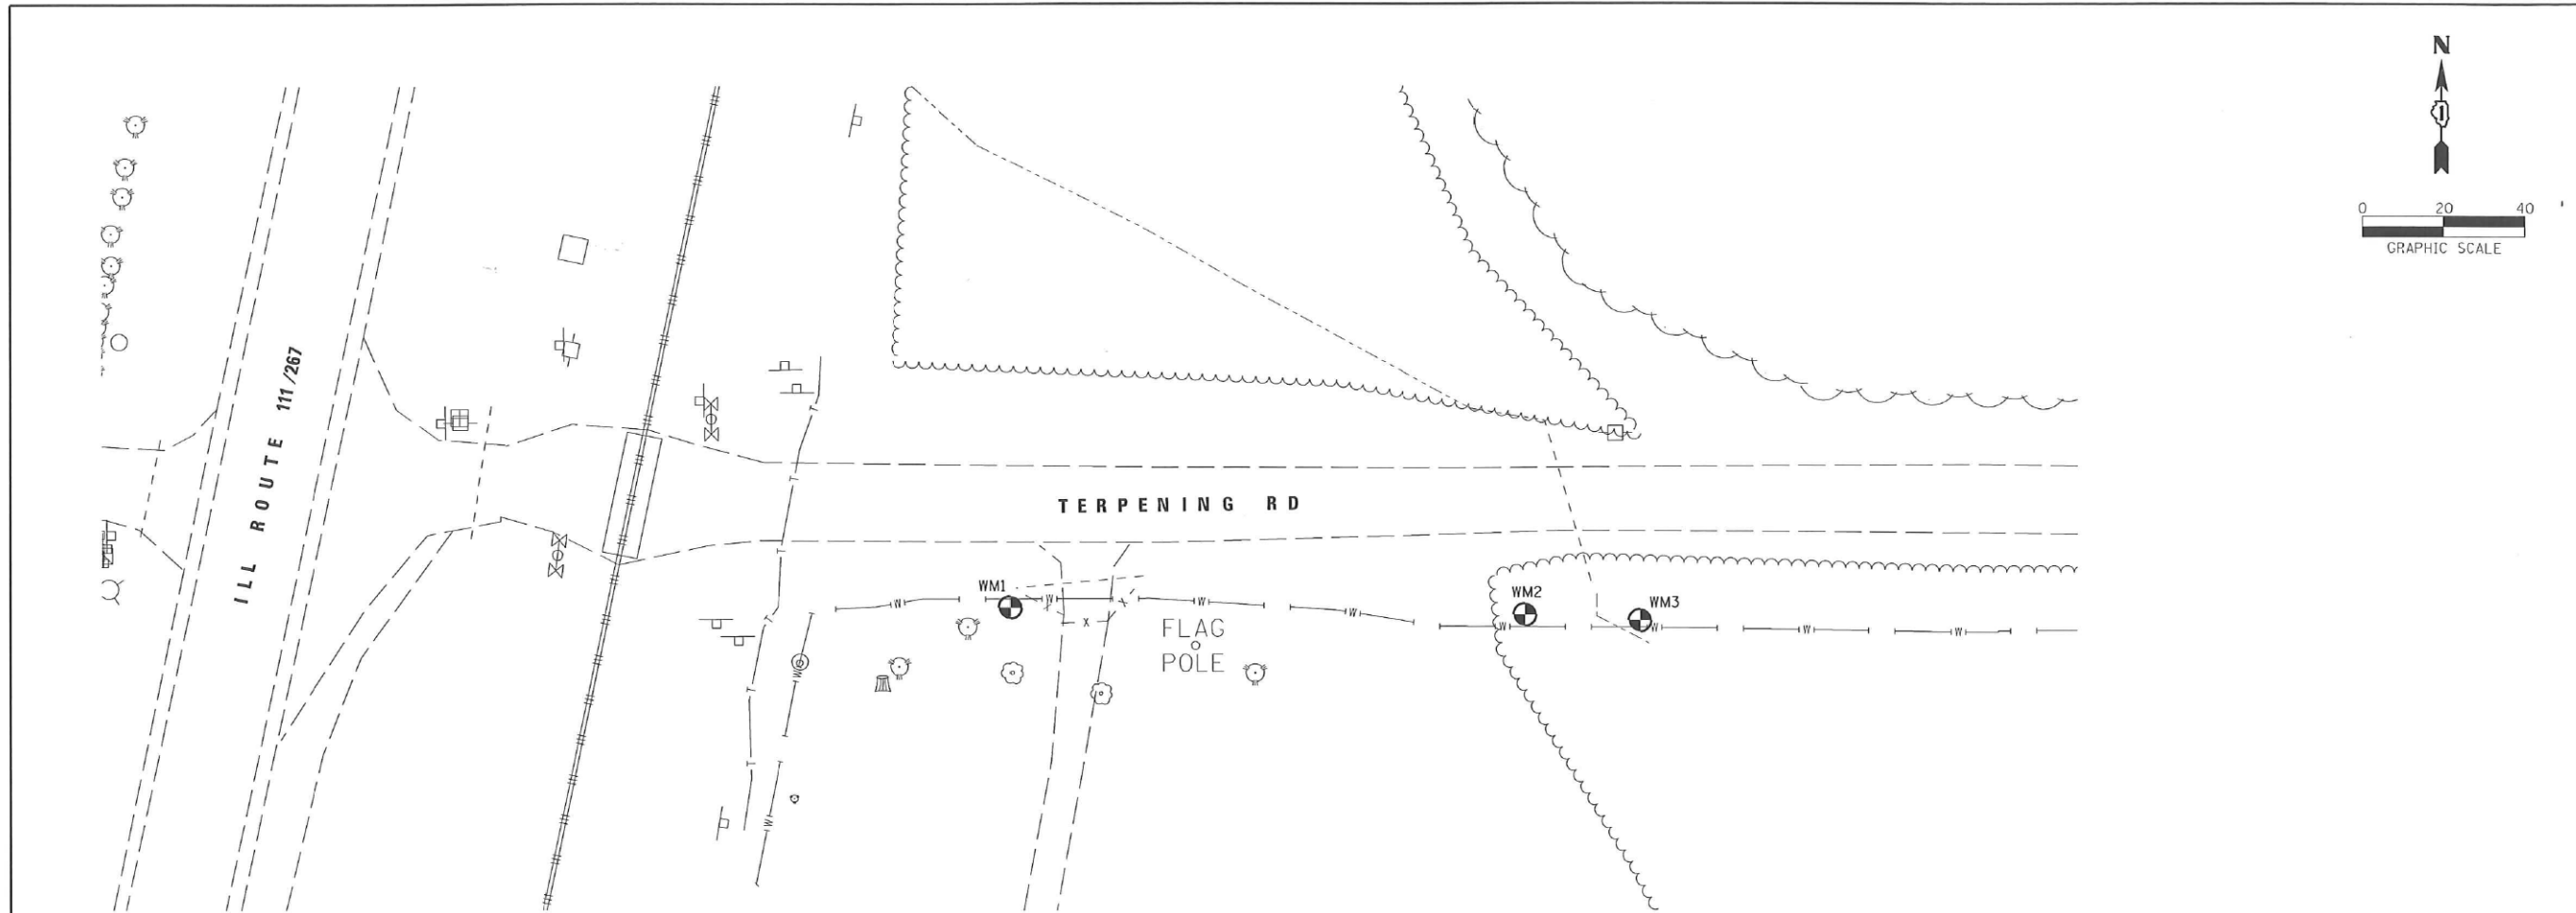 N
0 20 40 '
GRAPHIC SCALE
ILL ROUTE 111/267
TERPENING RD
T
T
T
T
T
T
W
W
W
W
W
W
W
W
W
W
X
X
WM1
WM2
WM3
FLAG
POLE